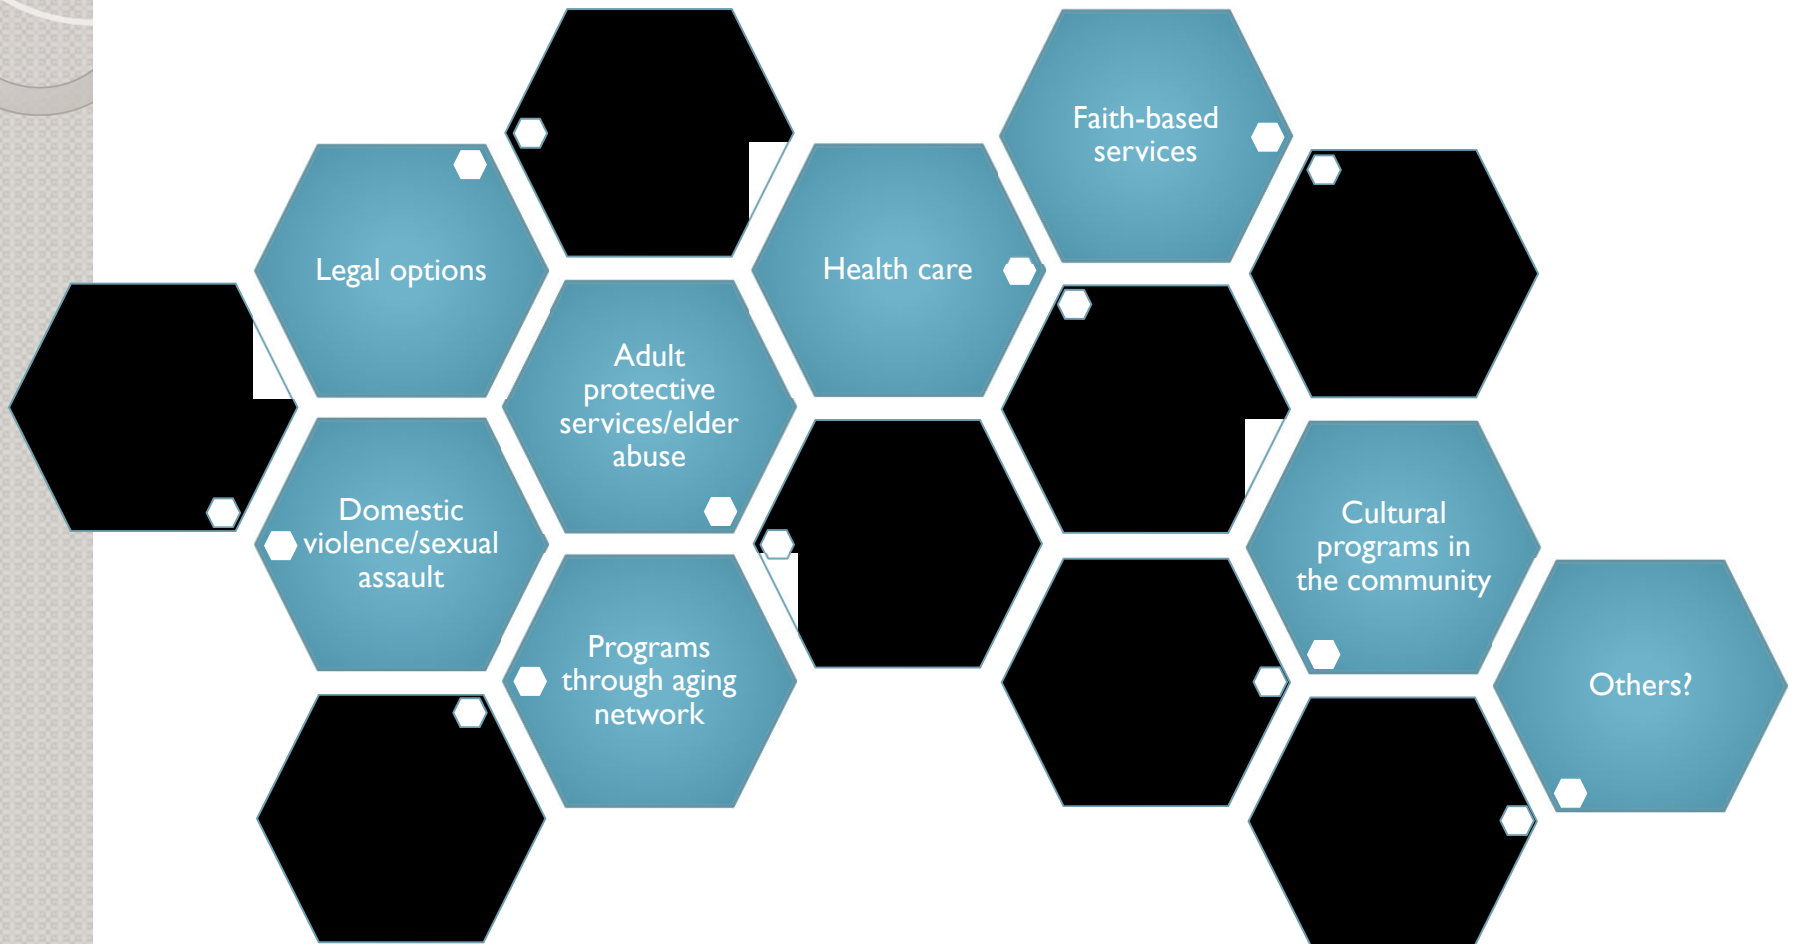 Faith-based
services
Legal options
Health care
Adult
protective
services/elder
abuse
Domestic
violence/sexual
assault
Cultural
programs in
the community
Programs
through aging
network
Others?